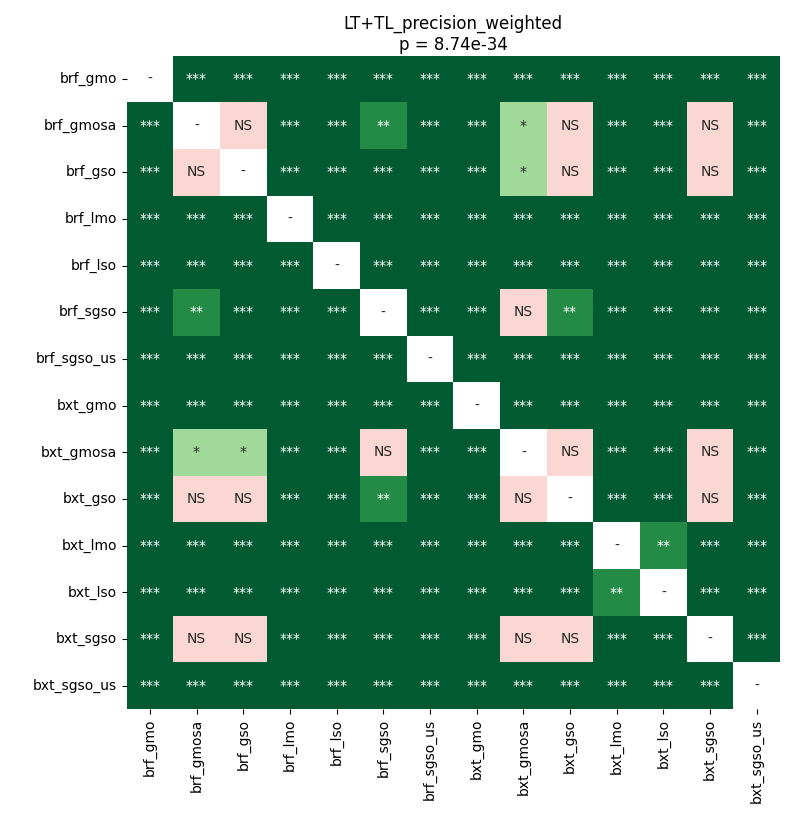 LT+TL_precision_weighted
p = 8.74e-34
brf_gmo - *** *** *** *** *** *** *** *** *** *** *** *** ***
brf_gmosa *** - NS *** *** ** *** *** * NS *** *** NS ***
brf_gso *** NS - *** *** *** *** *** * NS *** *** NS ***
brf_lmo *** *** *** - *** *** *** *** *** *** *** *** *** ***
brf_lso *** *** *** *** - *** *** *** *** *** *** *** *** ***
brf_sgso *** ** *** *** *** - *** *** NS ** *** *** *** ***
brf_sgso_us *** *** *** *** *** *** - *** *** *** *** *** *** ***
bxt_gmo *** *** *** *** *** *** *** - *** *** *** *** *** ***
bxt_gmosa *** * * *** *** NS *** *** - NS *** *** NS ***
bxt_gso *** NS NS *** *** ** *** *** NS - *** *** NS ***
bxt_lmo *** *** *** *** *** *** *** *** *** *** - ** *** ***
bxt_lso *** *** *** *** *** *** *** *** *** *** ** - *** ***
bxt_sgso *** NS NS *** *** *** *** *** NS NS *** *** - ***
bxt_sgso_us *** *** *** *** *** *** *** *** *** *** *** *** *** -
brf_gmo brf_gmosa brf_gso brf_lmo brf_lso brf_sgso brf_sgso_us bxt_gmo bxt_gmosa bxt_gso bxt_lmo bxt_lso bxt_sgso bxt_sgso_us